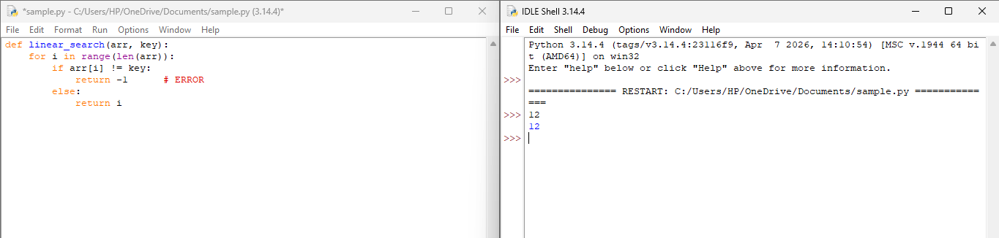 *sample.py - C:/Users/HP/OneDrive/Documents/sample.py (3.14.4)*
File Edit Format Run Options Window Help
def linear_search(arr, key):
    for i in range(len(arr)):
        if arr[i] != key:
            return -1      # ERROR
        else:
            return i
IDLE Shell 3.14.4
File Edit Shell Debug Options Window Help
Python 3.14.4 (tags/v3.14.4:23116f9, Apr  7 2026, 14:10:54) [MSC v.1944 64 bi
t (AMD64)] on win32
Enter "help" below or click "Help" above for more information.
>>>
=============== RESTART: C:/Users/HP/OneDrive/Documents/sample.py ===========
===
>>> 12
12
>>>